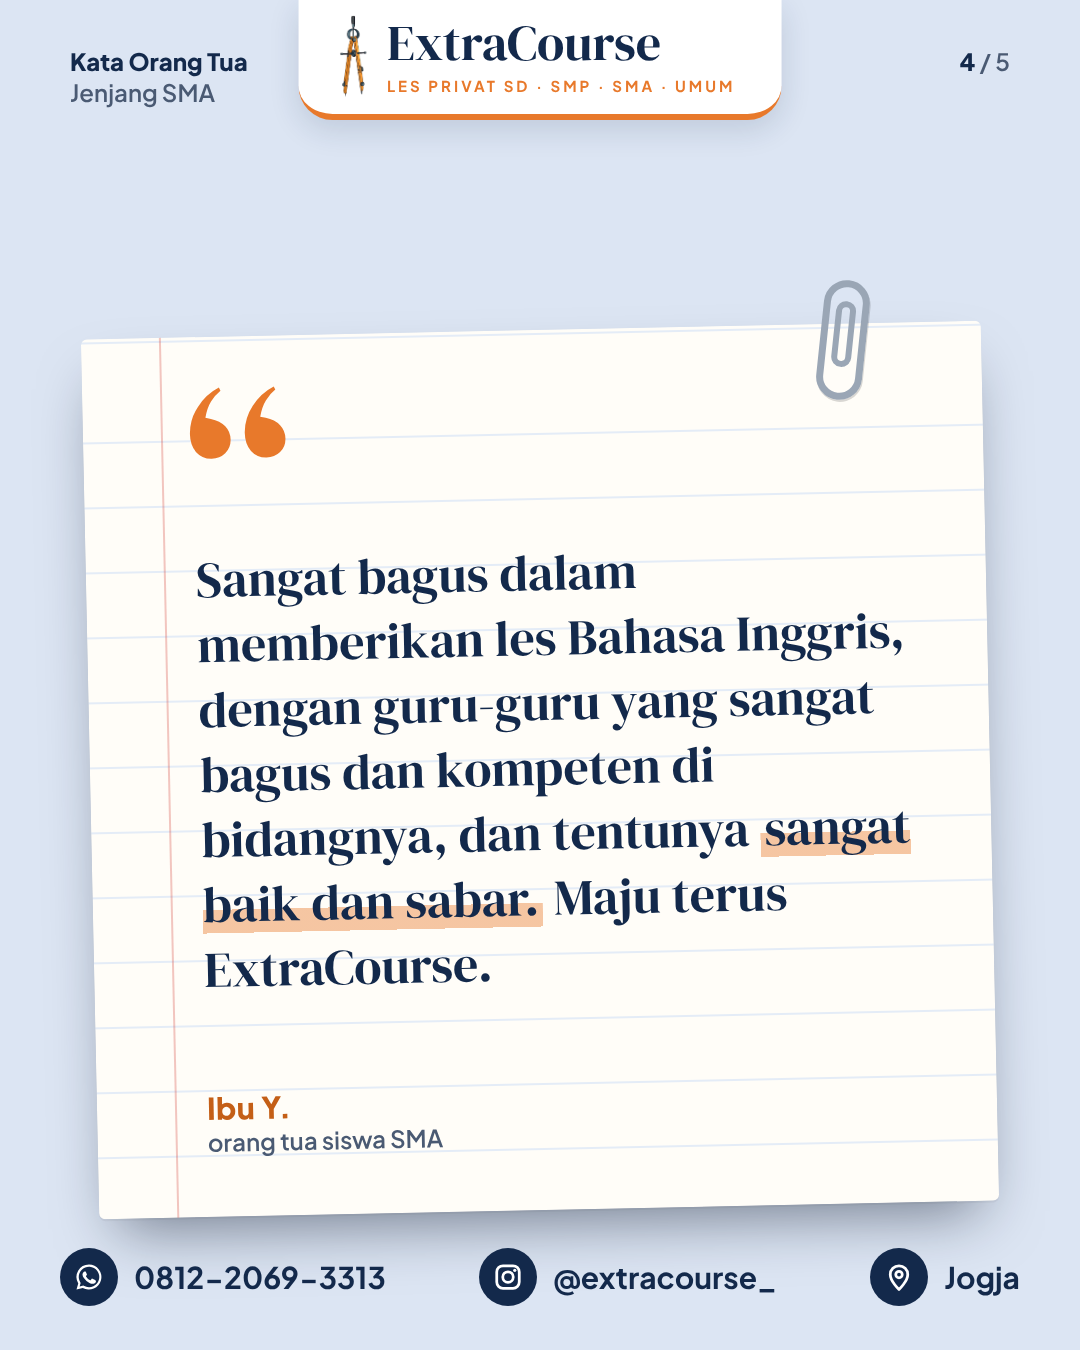 Kata Orang Tua
Jenjang SMA
ExtraCourse
LES PRIVAT SD · SMP · SMA · UMUM
4 / 5
“
Sangat bagus dalam
memberikan les Bahasa Inggris,
dengan guru-guru yang sangat
bagus dan kompeten di
bidangnya, dan tentunya sangat
baik dan sabar. Maju terus
ExtraCourse.
Ibu Y.
orang tua siswa SMA
0812-2069-3313
@extracourse_
Jogja